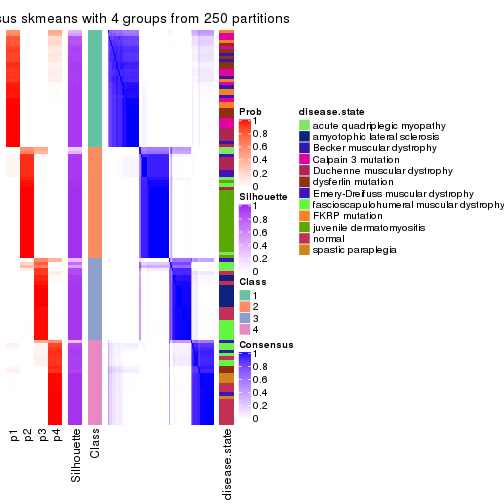 sus skmeans with 4 groups from 250 partitions
Prob
1
0.8
0.6
0.4
0.2
0
Silhouette
1
0.8
0.6
0.4
0.2
0
Class
1
2
3
4
Consensus
1
0.8
0.6
0.4
0.2
0
disease.state
acute quadriplegic myopathy
amyotophic lateral sclerosis
Becker muscular dystrophy
Calpain 3 mutation
Duchenne muscular dystrophy
dysferlin mutation
Emery-Dreifuss muscular dystrophy
fascioscapulohumeral muscular dystrophy
FKRP mutation
juvenile dermatomyositis
normal
spastic paraplegia
p1
p2
p3
p4
Silhouette
Class
disease.state